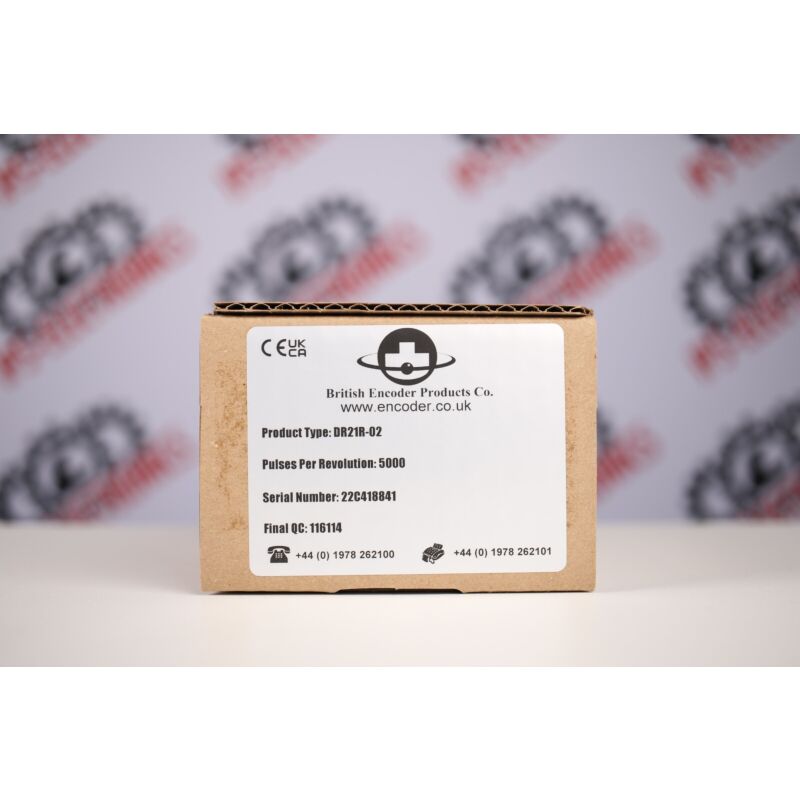 CE UK
CA
British Encoder Products Co.
www.encoder.co.uk
Product Type: DR21R-02
Pulses Per Revolution: 5000
Serial Number: 22C418841
Final QC: 116114
+44 (0) 1978 262100
+44 (0) 1978 262101